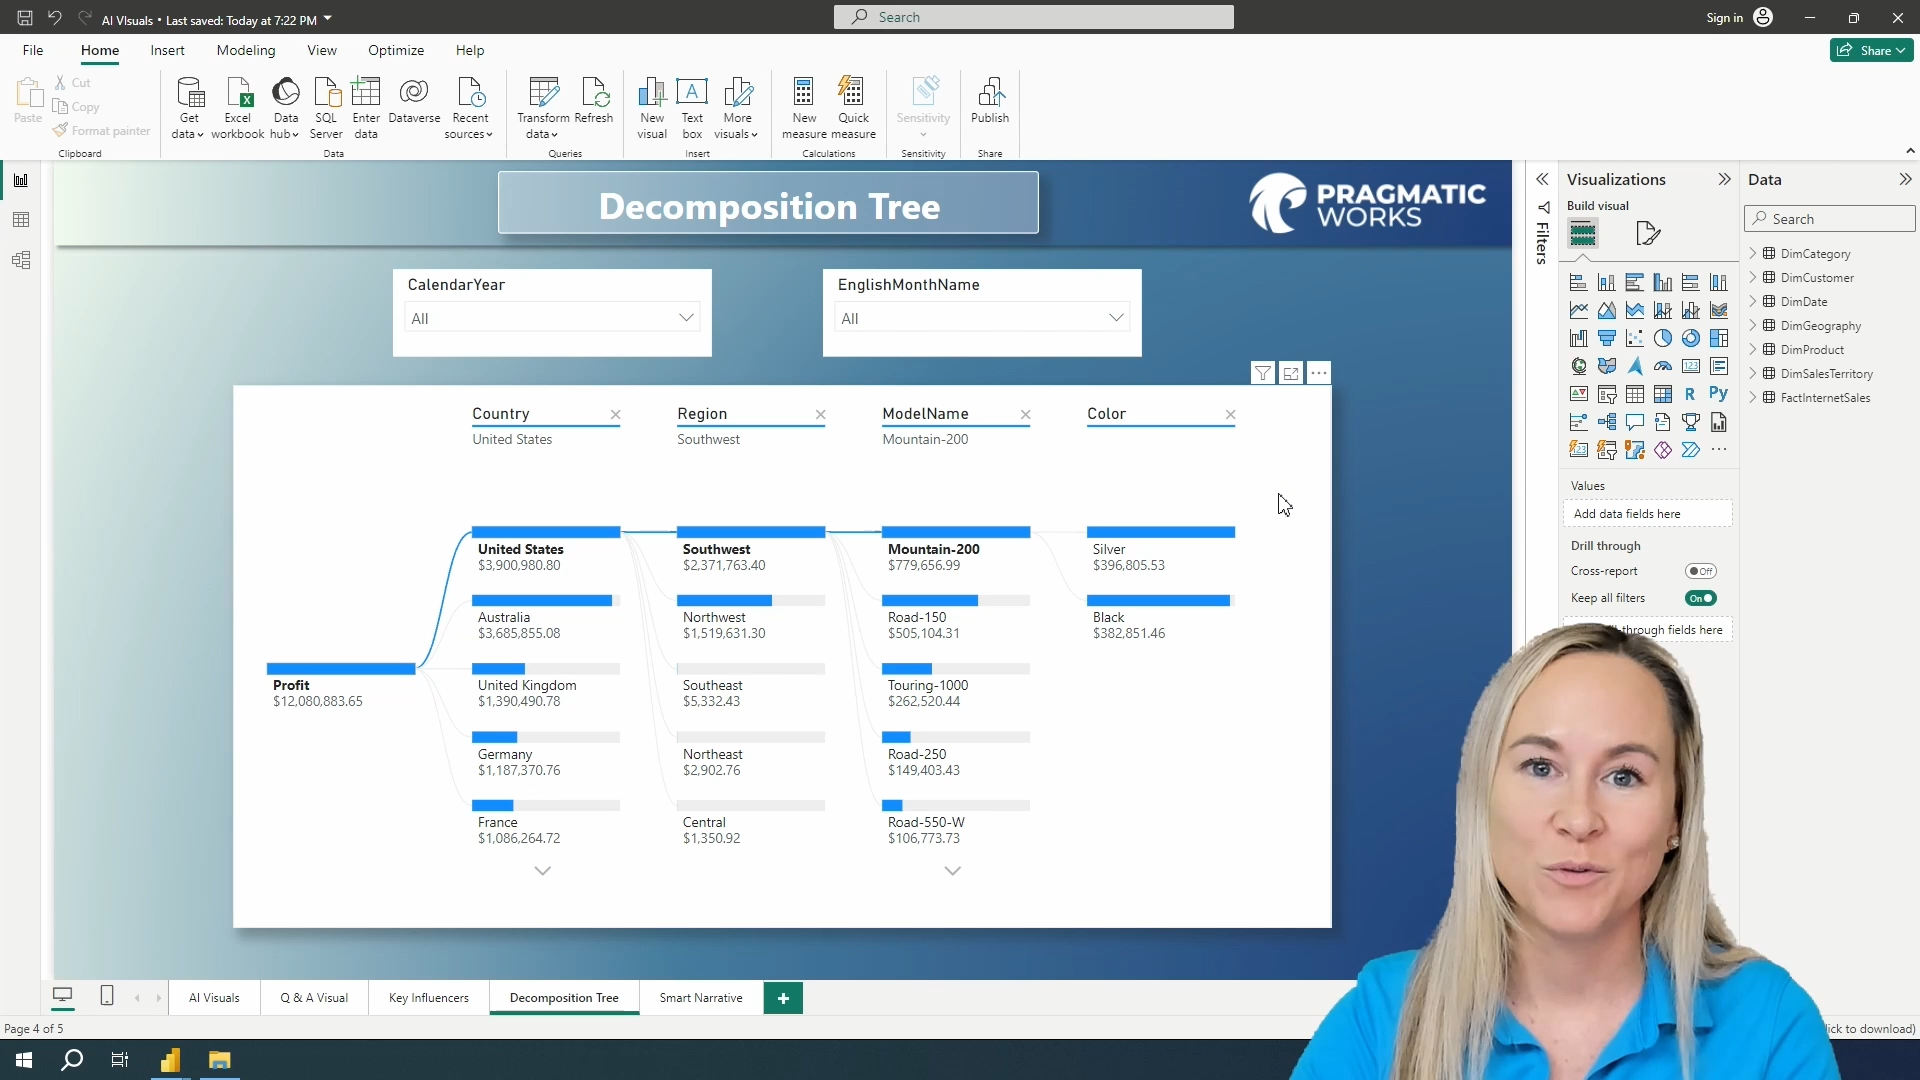 AI VIsuals • Last saved: Today at 7:22 PM
Search
Sign in
File
Home
Insert
Modeling
View
Optimize
Help
Share
Paste
Cut
Copy
Format painter
Clipboard
Get data
Excel workbook
Data hub
SQL Server
Enter data
Dataverse
Recent sources
Data
Transform data
Refresh
Queries
New visual
Text box
More visuals
Insert
New measure
Quick measure
Calculations
Sensitivity
Sensitivity
Publish
Share
Decomposition Tree
PRAGMATIC
WORKS
CalendarYear
All
EnglishMonthName
All
Country
United States
Region
Southwest
ModelName
Mountain-200
Color
Profit
$12,080,883.65
United States
$3,900,980.80
Australia
$3,685,855.08
United Kingdom
$1,390,490.78
Germany
$1,187,370.76
France
$1,086,264.72
Southwest
$2,371,763.40
Northwest
$1,519,631.30
Southeast
$5,332.43
Northeast
$2,902.76
Central
$1,350.92
Mountain-200
$779,656.99
Road-150
$505,104.31
Touring-1000
$262,520.44
Road-250
$149,403.43
Road-550-W
$106,773.73
Silver
$396,805.53
Black
$382,851.46
Filters
Visualizations
Build visual
123
R
Py
123
Values
Add data fields here
Drill through
Cross-report
Off
Keep all filters
On
through fields here
Data
Search
DimCategory
DimCustomer
DimDate
DimGeography
DimProduct
DimSalesTerritory
FactInternetSales
AI Visuals
Q & A Visual
Key Influencers
Decomposition Tree
Smart Narrative
Page 4 of 5
lick to download)